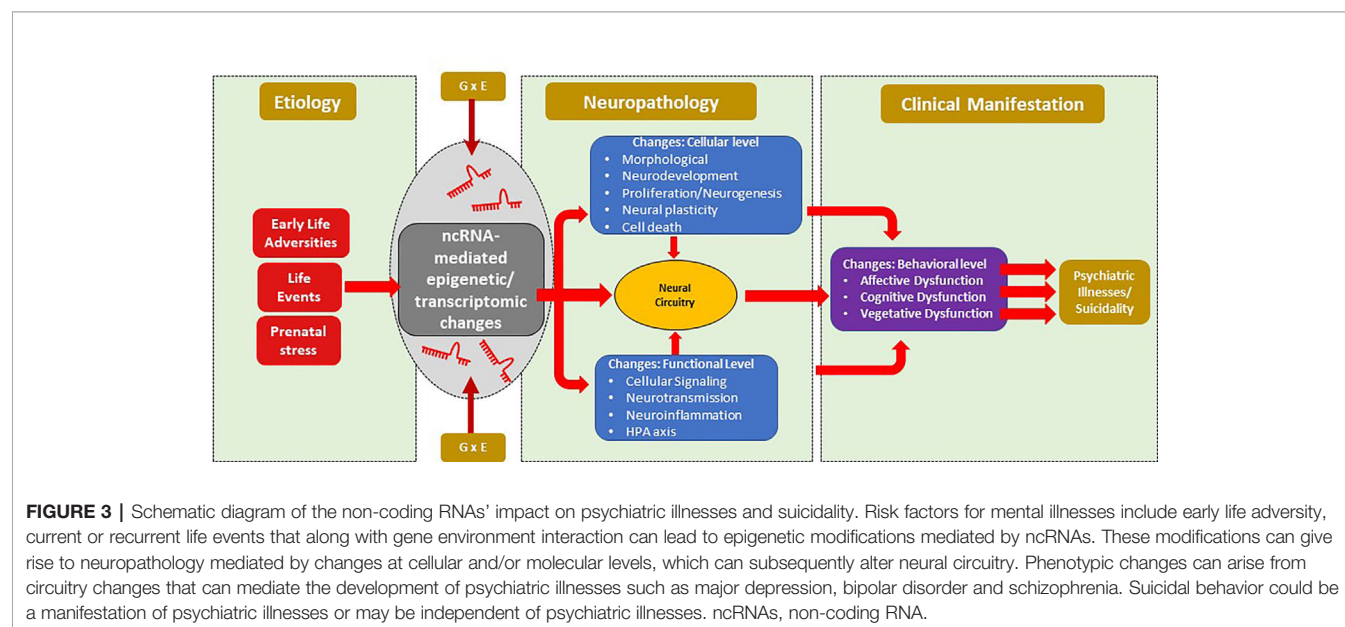 Etiology
G x E
Neuropathology
Clinical Manifestation
Early Life
Adversities
Life
Events
Prenatal
stress
ncRNA-
mediated
epigenetic/
transcriptomic
changes
G x E
Changes: Cellular level
• Morphological
• Neurodevelopment
• Proliferation/Neurogenesis
• Neural plasticity
• Cell death
Neural
Circuitry
Changes: Functional Level
• Cellular Signaling
• Neurotransmission
• Neuroinflammation
• HPA axis
Changes: Behavioral level
• Affective Dysfunction
• Cognitive Dysfunction
• Vegetative Dysfunction
Psychiatric
Illnesses/
Suicidality
FIGURE 3 | Schematic diagram of the non-coding RNAs' impact on psychiatric illnesses and suicidality. Risk factors for mental illnesses include early life adversity,
current or recurrent life events that along with gene environment interaction can lead to epigenetic modifications mediated by ncRNAs. These modifications can give
rise to neuropathology mediated by changes at cellular and/or molecular levels, which can subsequently alter neural circuitry. Phenotypic changes can arise from
circuitry changes that can mediate the development of psychiatric illnesses such as major depression, bipolar disorder and schizophrenia. Suicidal behavior could be
a manifestation of psychiatric illnesses or may be independent of psychiatric illnesses. ncRNAs, non-coding RNA.